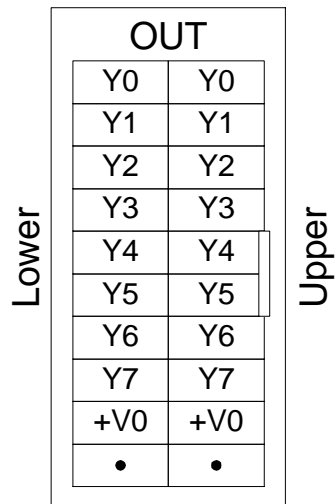 OUT
Y0 Y0
Y1 Y1
Y2 Y2
Y3 Y3
Y4 Y4
Y5 Y5
Y6 Y6
Y7 Y7
+V0 +V0
• •
Lower
Upper